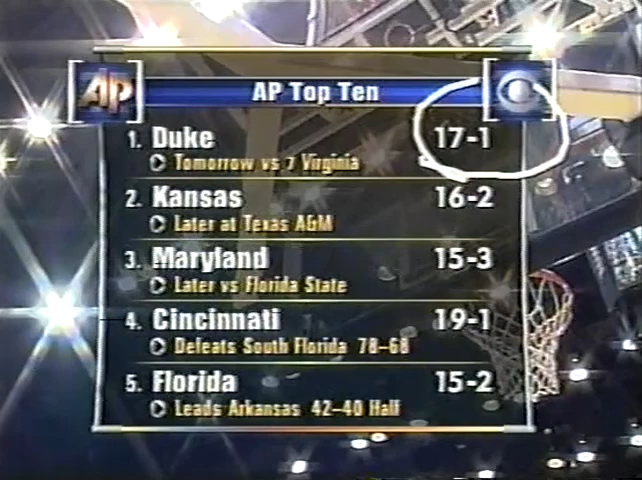 AP
AP Top Ten
1. Duke 17-1
Tomorrow vs 7 Virginia
2. Kansas 16-2
Later at Texas A&M
3. Maryland 15-3
Later vs Florida State
4. Cincinnati 19-1
Defeats South Florida 78-68
5. Florida 15-2
Leads Arkansas 42-40 Half